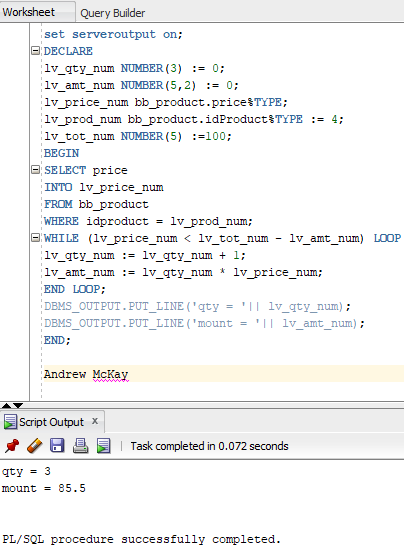 Worksheet Query Builder
set serveroutput on;
DECLARE
lv_qty_num NUMBER(3) := 0;
lv_amt_num NUMBER(5,2) := 0;
lv_price_num bb_product.price%TYPE;
lv_prod_num bb_product.idProduct%TYPE := 4;
lv_tot_num NUMBER(5) :=100;
BEGIN
SELECT price
INTO lv_price_num
FROM bb_product
WHERE idproduct = lv_prod_num;
WHILE (lv_price_num < lv_tot_num - lv_amt_num) LOOP
lv_qty_num := lv_qty_num + 1;
lv_amt_num := lv_qty_num * lv_price_num;
END LOOP;
DBMS_OUTPUT.PUT_LINE('qty = '|| lv_qty_num);
DBMS_OUTPUT.PUT_LINE('mount = '|| lv_amt_num);
END;
Andrew McKay
Script Output x
Task completed in 0.072 seconds
qty = 3
mount = 85.5
PL/SQL procedure successfully completed.